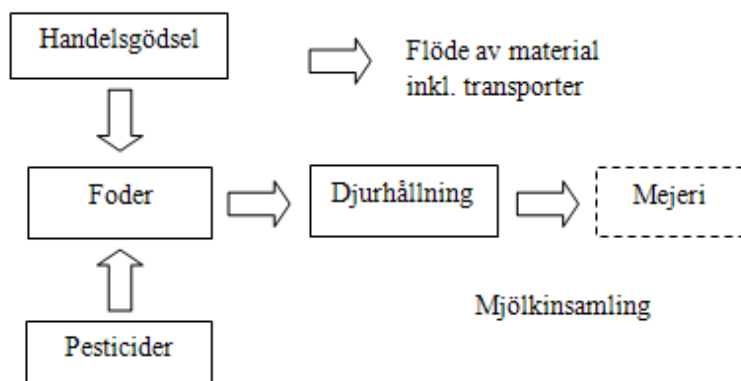 Handelsgödsel
Flöde av material
inkl. transporter
Foder
Djurhållning
Mejeri
Mjölkinsamling
Pesticider